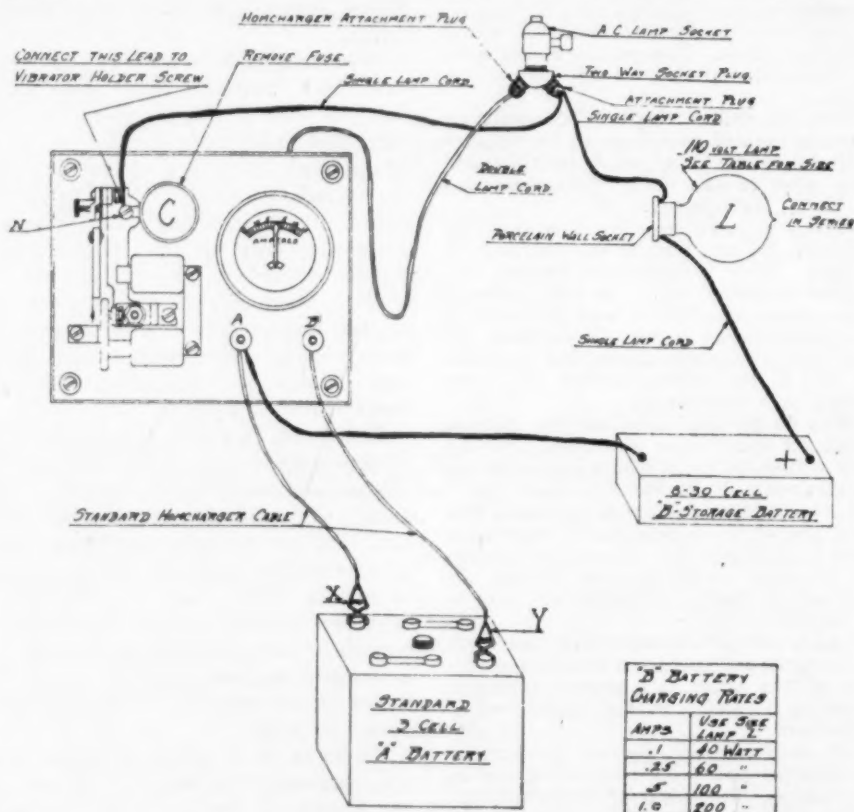 HOMCHARGER ATTACHMENT PLUG
A.C. LAMP SOCKET
CONNECT THIS LEAD TO
VIBRATOR HOLDER SCREW
REMOVE FUSE
SINGLE LAMP CORD
TWO WAY SOCKET PLUG
ATTACHMENT PLUG
SINGLE LAMP CORD
110 VOLT LAMP
SEE TABLE FOR SIZE
DOUBLE
LAMP CORD
C
L
CONNECT
IN SERIES
N
PORCELAIN WALL SOCKET
A
B
SINGLE LAMP CORD
+
8-30 CELL
"B"-STORAGE BATTERY
STANDARD HOMCHARGER CABLE
X
Y
STANDARD
3 CELL
"A" BATTERY
"B" BATTERY
CHARGING RATES
AMPS. USE SIZE
LAMP "L"
.1 40 WATT
.25 60 "
.5 100 "
1.0 200 "